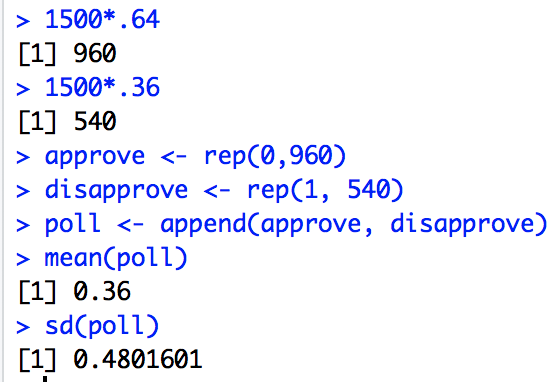 > 1500*.64
[1] 960
> 1500*.36
[1] 540
> approve <- rep(0,960)
> disapprove <- rep(1, 540)
> poll <- append(approve, disapprove)
> mean(poll)
[1] 0.36
> sd(poll)
[1] 0.4801601